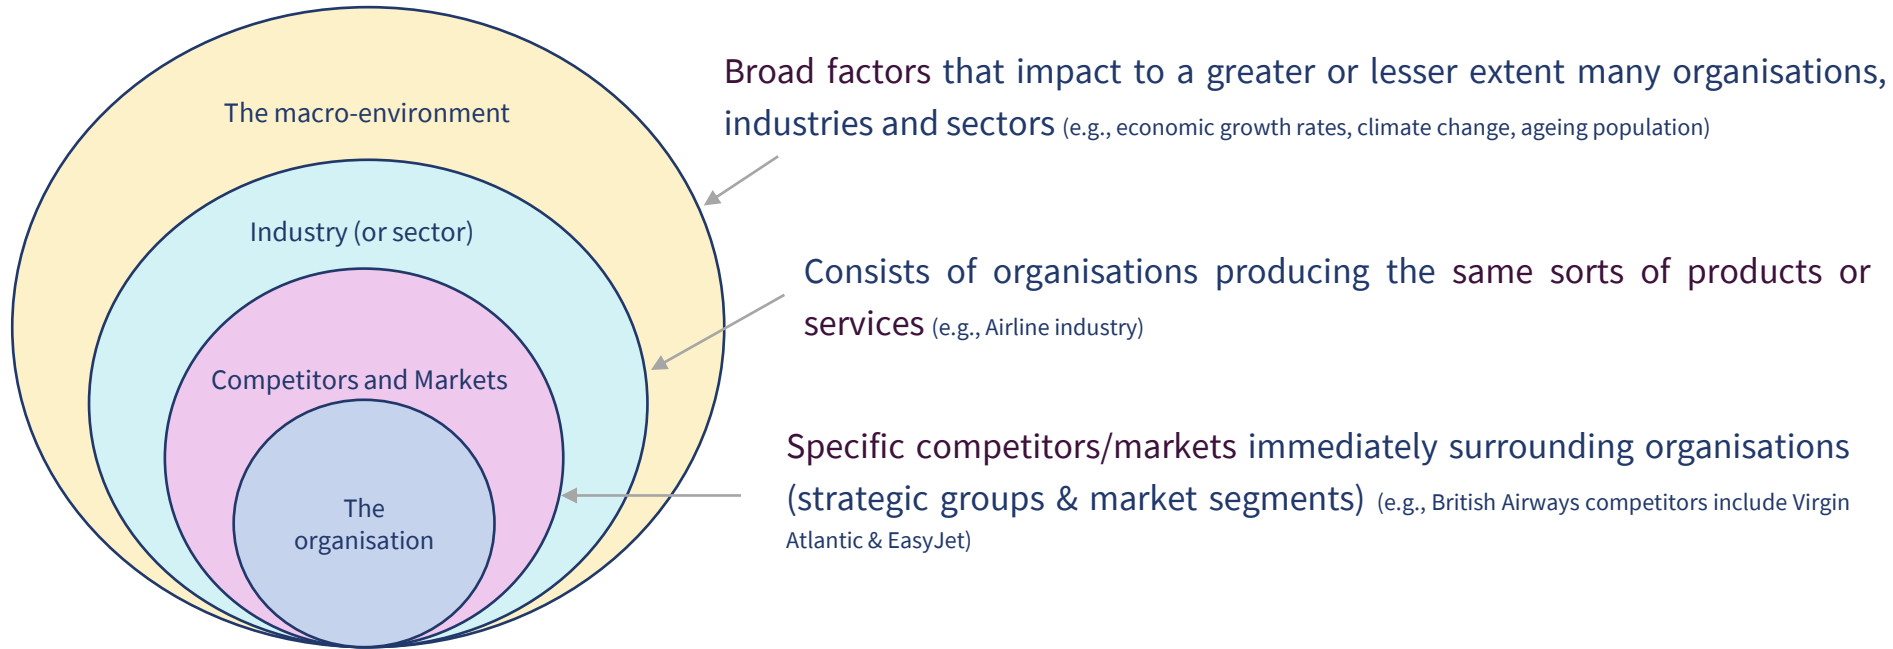 The macro-environment
Industry (or sector)
Competitors and Markets
The
organisation
Broad factors that impact to a greater or lesser extent many organisations,
industries and sectors (e.g., economic growth rates, climate change, ageing population)
Consists of organisations producing the same sorts of products or
services (e.g., Airline industry)
Specific competitors/markets immediately surrounding organisations
(strategic groups & market segments) (e.g., British Airways competitors include Virgin
Atlantic & EasyJet)